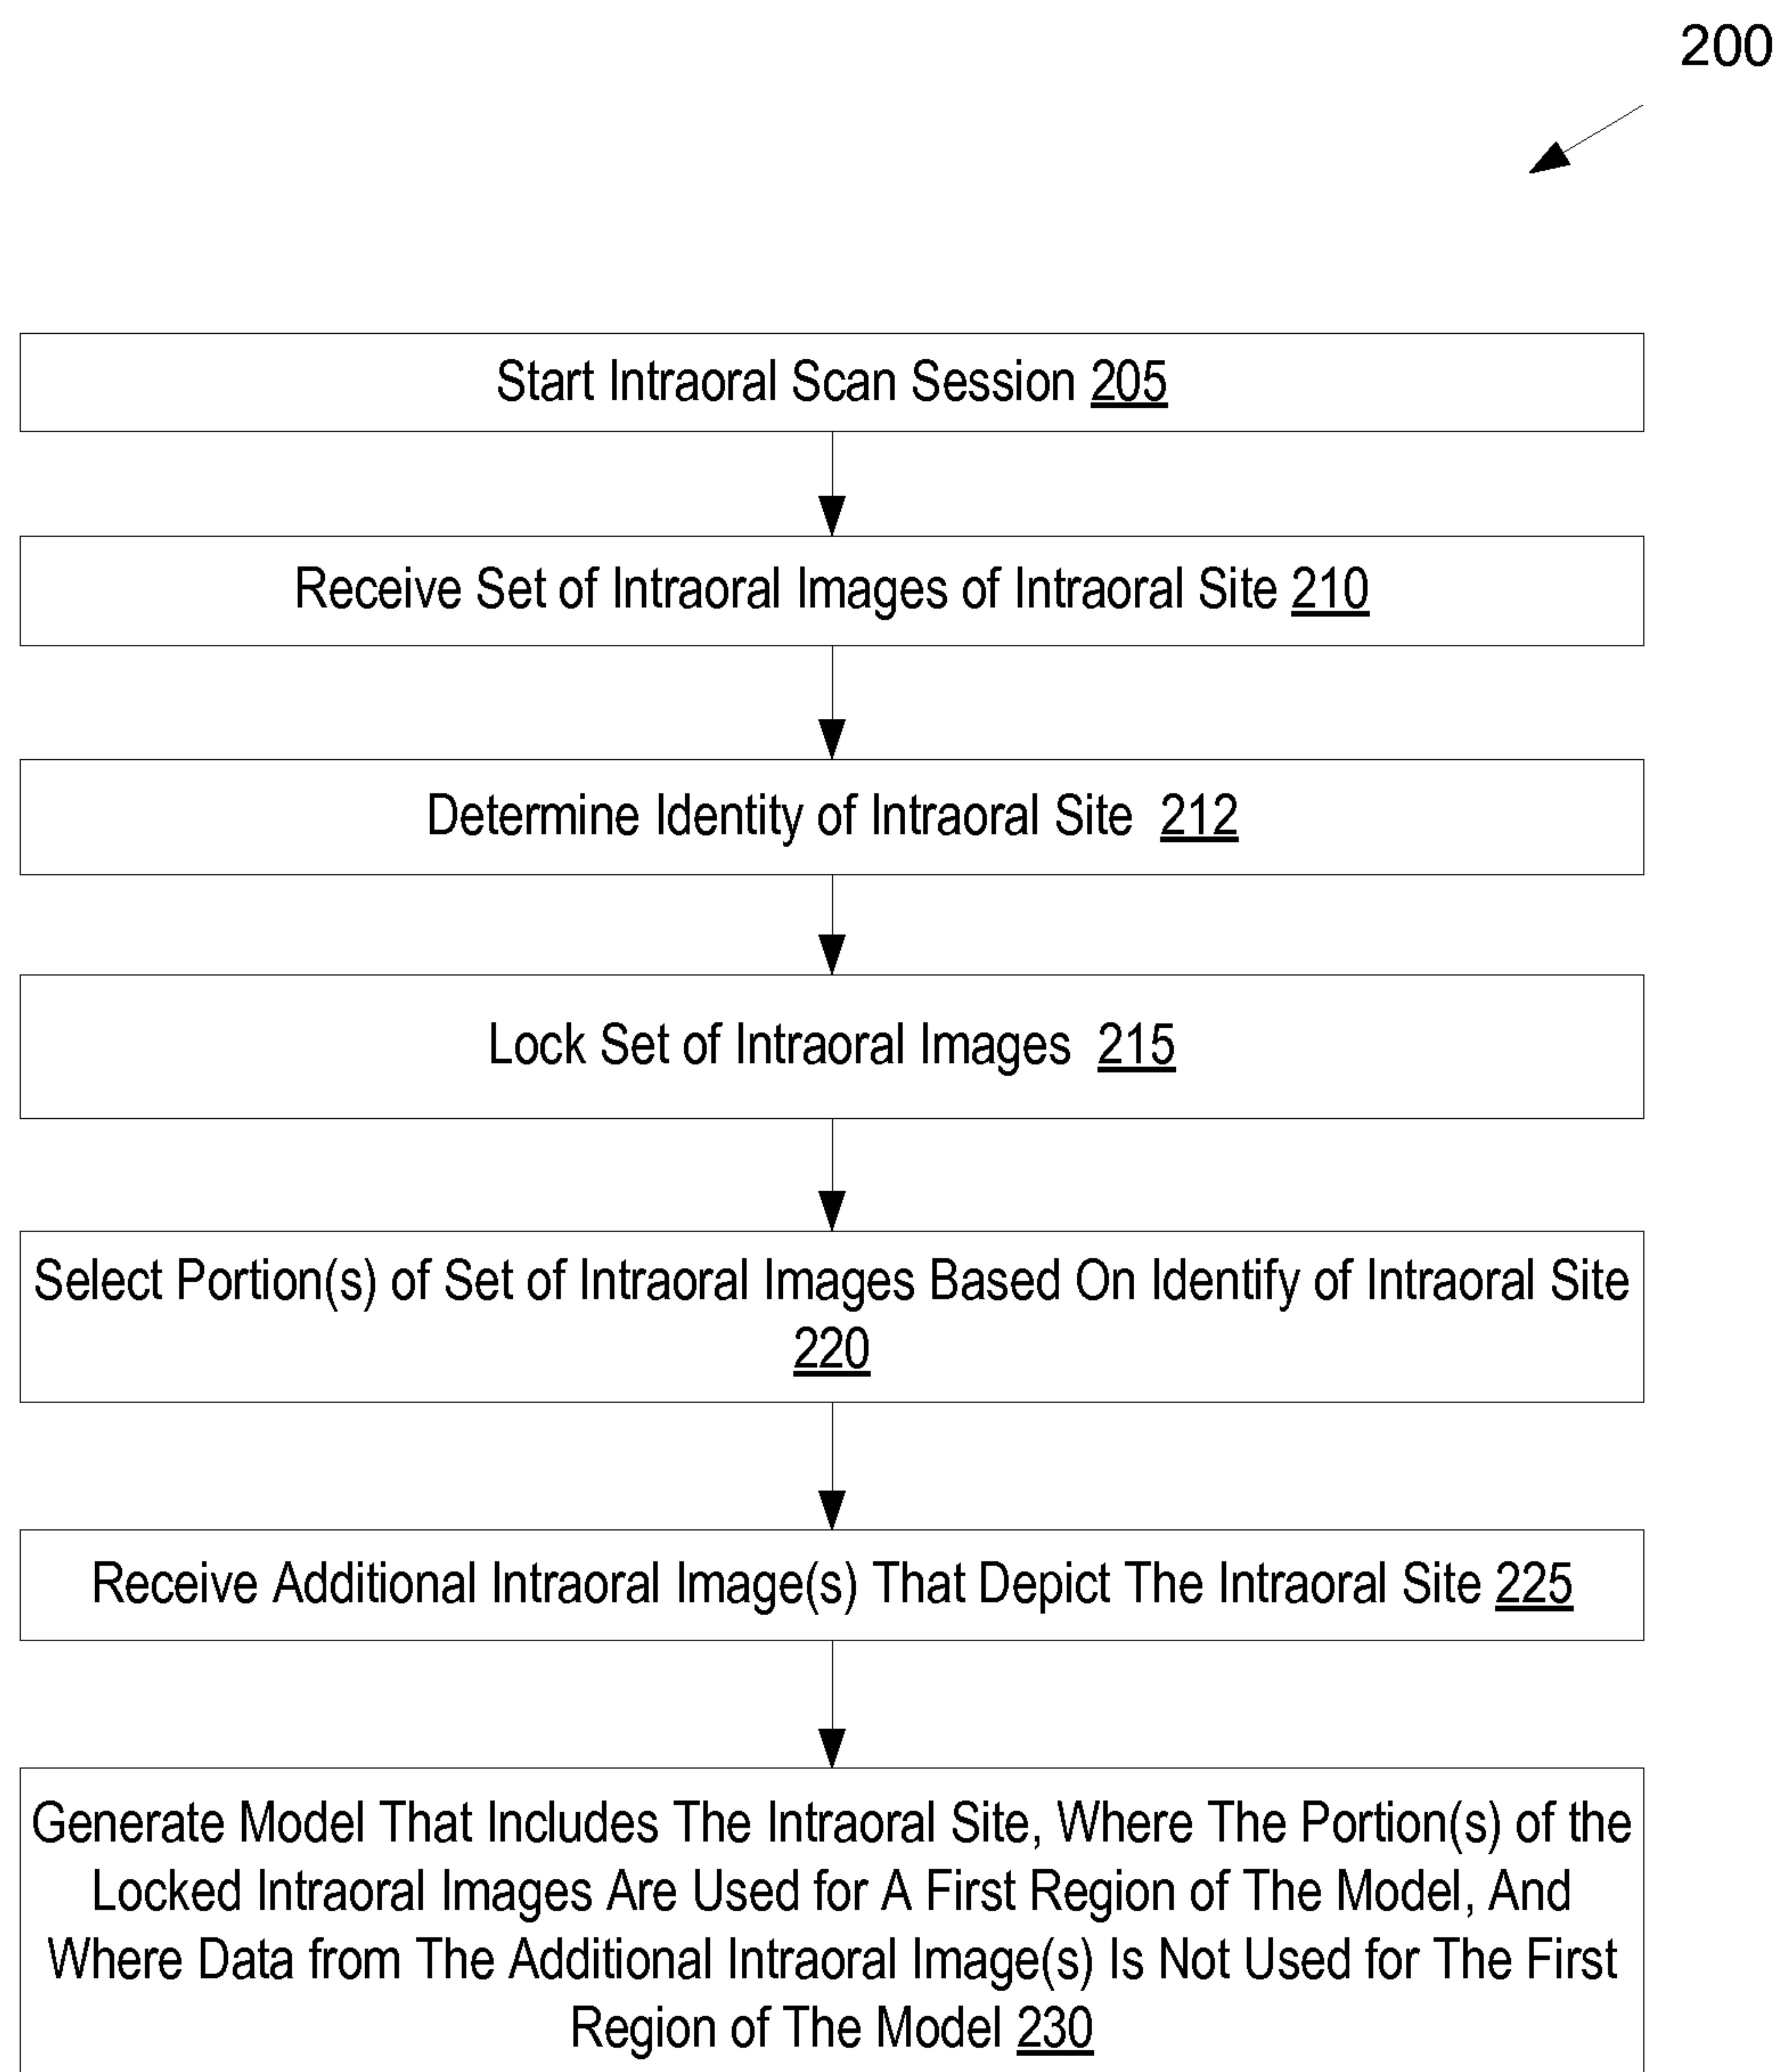 200
Start Intraoral Scan Session 205
Receive Set of Intraoral Images of Intraoral Site 210
Determine Identity of Intraoral Site 212
Lock Set of Intraoral Images 215
Select Portion(s) of Set of Intraoral Images Based On Identify of Intraoral Site
220
Receive Additional Intraoral Image(s) That Depict The Intraoral Site 225
Generate Model That Includes The Intraoral Site, Where The Portion(s) of the
Locked Intraoral Images Are Used for A First Region of The Model, And
Where Data from The Additional Intraoral Image(s) Is Not Used for The First
Region of The Model 230